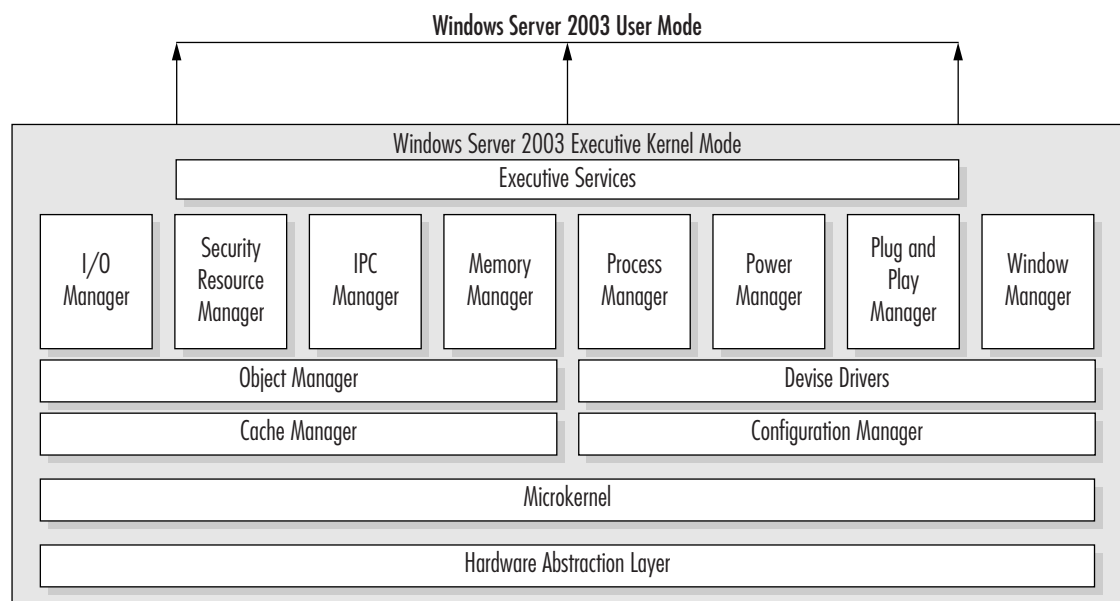 Windows Server 2003 User Mode
Windows Server 2003 Executive Kernel Mode
Executive Services
I/O
Manager
Security
Resource
Manager
IPC
Manager
Memory
Manager
Process
Manager
Power
Manager
Plug and
Play
Manager
Window
Manager
Object Manager
Devise Drivers
Cache Manager
Configuration Manager
Microkernel
Hardware Abstraction Layer